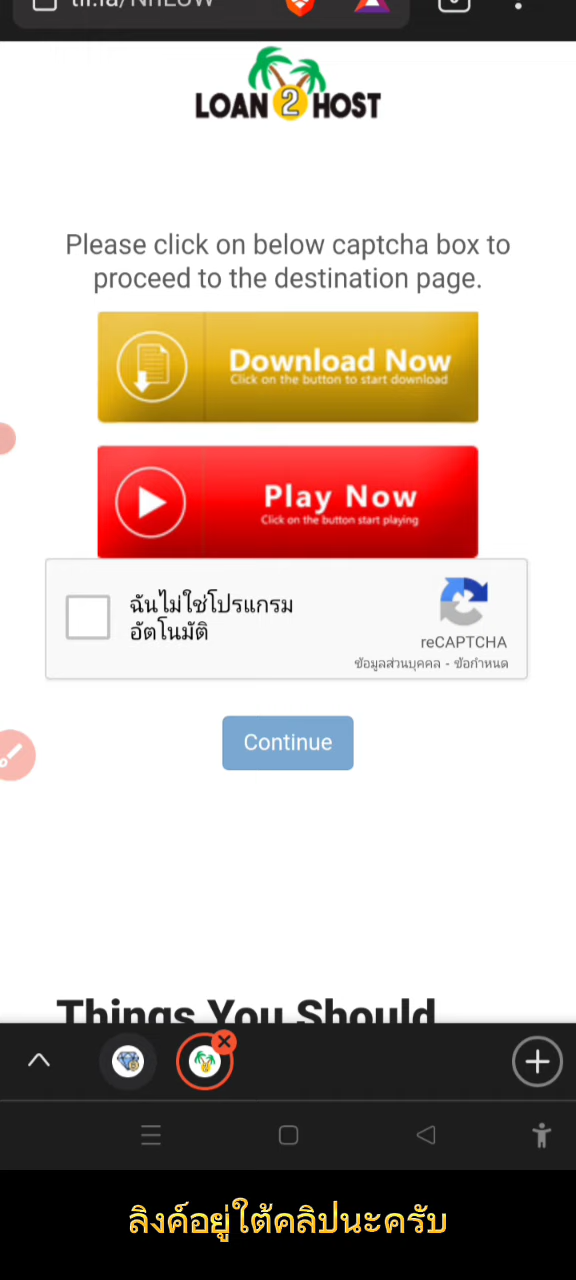 LOAN 2 HOST
Please click on below captcha box to
proceed to the destination page.
Download Now
Click on the button to start download
Play Now
Click on the button start playing
ฉันไม่ใช่โปรแกรม
อัตโนมัติ
reCAPTCHA
ข้อมูลส่วนบุคคล - ข้อกำหนด
Continue
Things You Should
ลิงค์อยู่ใต้คลิปนะครับ